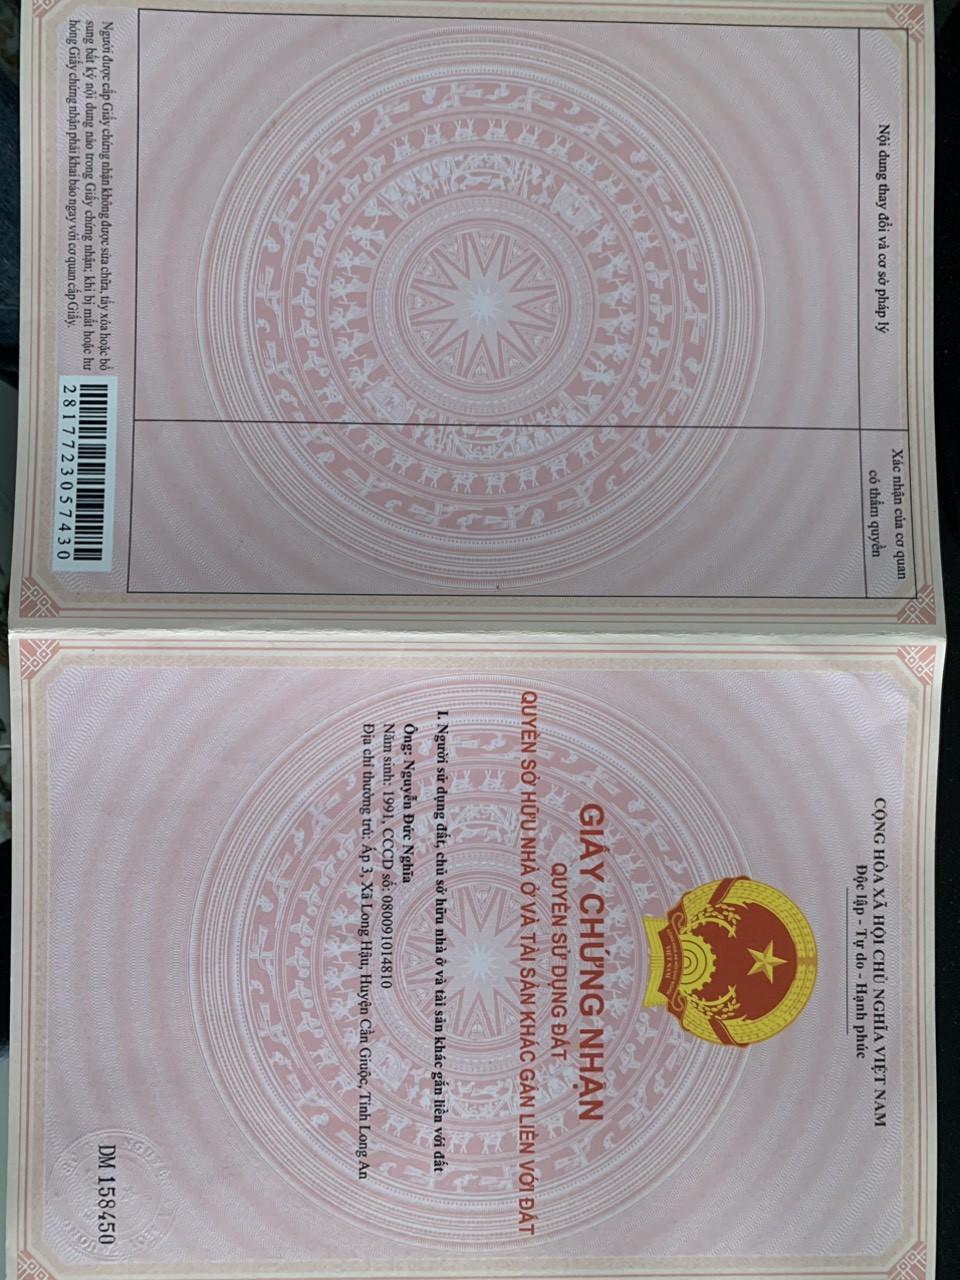 Nội dung thay đổi và cơ sở pháp lý
Xác nhận của cơ quan
có thẩm quyền
Người được cấp Giấy chứng nhận không được sửa chữa, tẩy xóa hoặc bổ
sung bất kỳ nội dung nào trong Giấy chứng nhận; khi bị mất hoặc hư
hỏng Giấy chứng nhận phải khai báo ngay với cơ quan cấp Giấy.
2817723057430
CỘNG HÒA XÃ HỘI CHỦ NGHĨA VIỆT NAM
Độc lập - Tự do - Hạnh phúc
VIỆT NAM
GIẤY CHỨNG NHẬN
QUYỀN SỬ DỤNG ĐẤT
QUYỀN SỞ HỮU NHÀ Ở VÀ TÀI SẢN KHÁC GẮN LIỀN VỚI ĐẤT
I. Người sử dụng đất, chủ sở hữu nhà ở và tài sản khác gắn liền với đất
Ông: Nguyễn Đức Nghĩa
Năm sinh: 1991, CCCD số: 080091014810
Địa chỉ thường trú: Ấp 3, Xã Long Hậu, Huyện Cần Giuộc, Tỉnh Long An
DM 158450